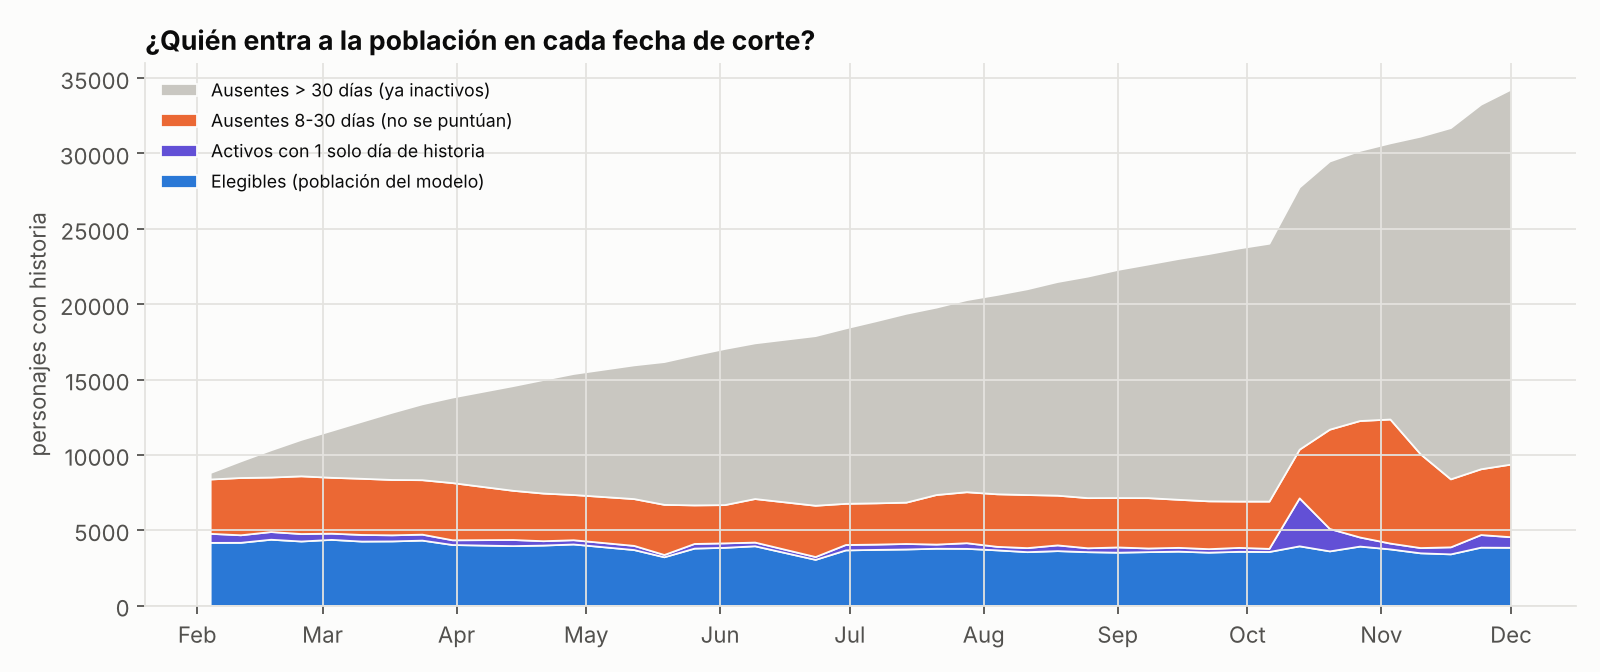 ¿Quién entra a la población en cada fecha de corte?
35000
30000
25000
20000
15000
10000
5000
0
personajes con historia
Ausentes > 30 días (ya inactivos)
Ausentes 8-30 días (no se puntúan)
Activos con 1 solo día de historia
Elegibles (población del modelo)
Feb Mar Apr May Jun Jul Aug Sep Oct Nov Dec